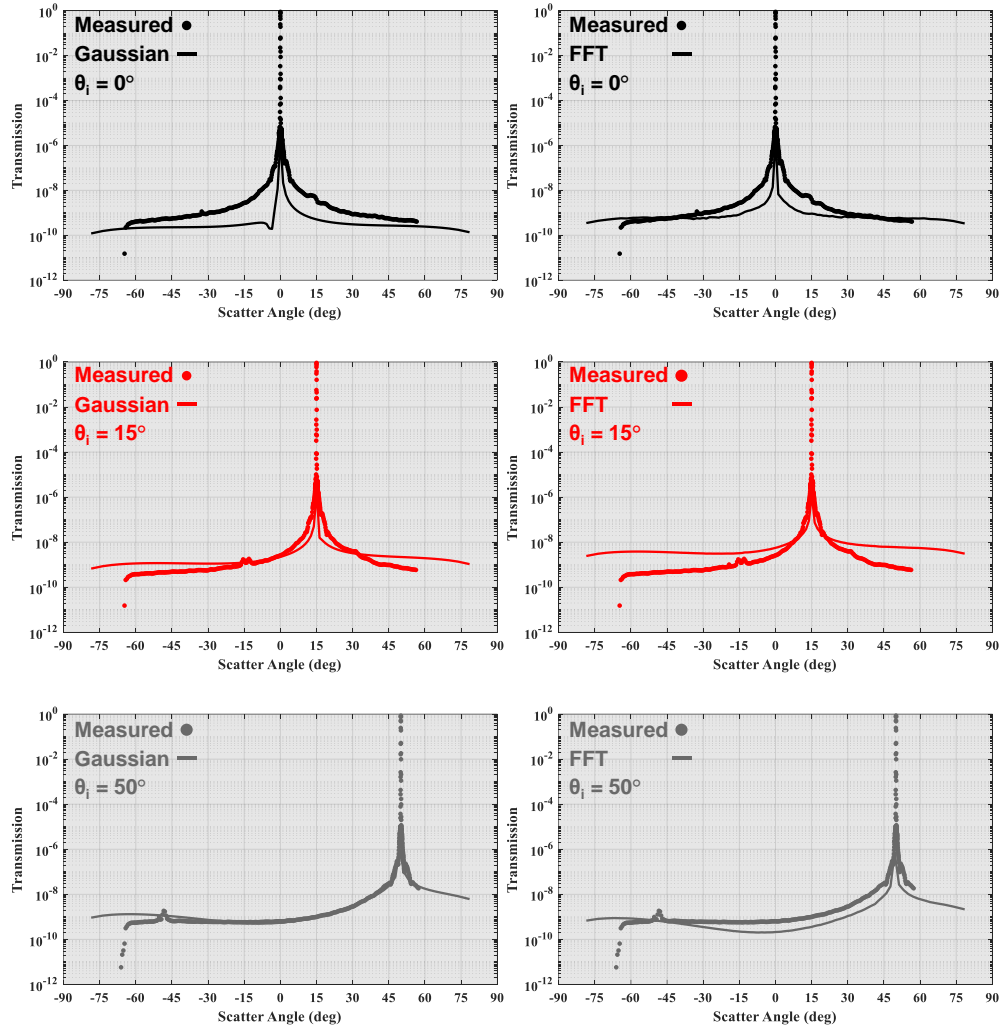 Measured
Gaussian
θi = 0°
Transmission
10^0
10^-2
10^-4
10^-6
10^-8
10^-10
10^-12
-90 -75 -60 -45 -30 -15 0 15 30 45 60 75 90
Scatter Angle (deg)
Measured
FFT
θi = 0°
Transmission
10^0
10^-2
10^-4
10^-6
10^-8
10^-10
10^-12
-90 -75 -60 -45 -30 -15 0 15 30 45 60 75 90
Scatter Angle (deg)
Measured
Gaussian
θi = 15°
Transmission
10^0
10^-2
10^-4
10^-6
10^-8
10^-10
10^-12
-90 -75 -60 -45 -30 -15 0 15 30 45 60 75 90
Scatter Angle (deg)
Measured
FFT
θi = 15°
Transmission
10^0
10^-2
10^-4
10^-6
10^-8
10^-10
10^-12
-90 -75 -60 -45 -30 -15 0 15 30 45 60 75 90
Scatter Angle (deg)
Measured
Gaussian
θi = 50°
Transmission
10^0
10^-2
10^-4
10^-6
10^-8
10^-10
10^-12
-90 -75 -60 -45 -30 -15 0 15 30 45 60 75 90
Scatter Angle (deg)
Measured
FFT
θi = 50°
Transmission
10^0
10^-2
10^-4
10^-6
10^-8
10^-10
10^-12
-90 -75 -60 -45 -30 -15 0 15 30 45 60 75 90
Scatter Angle (deg)